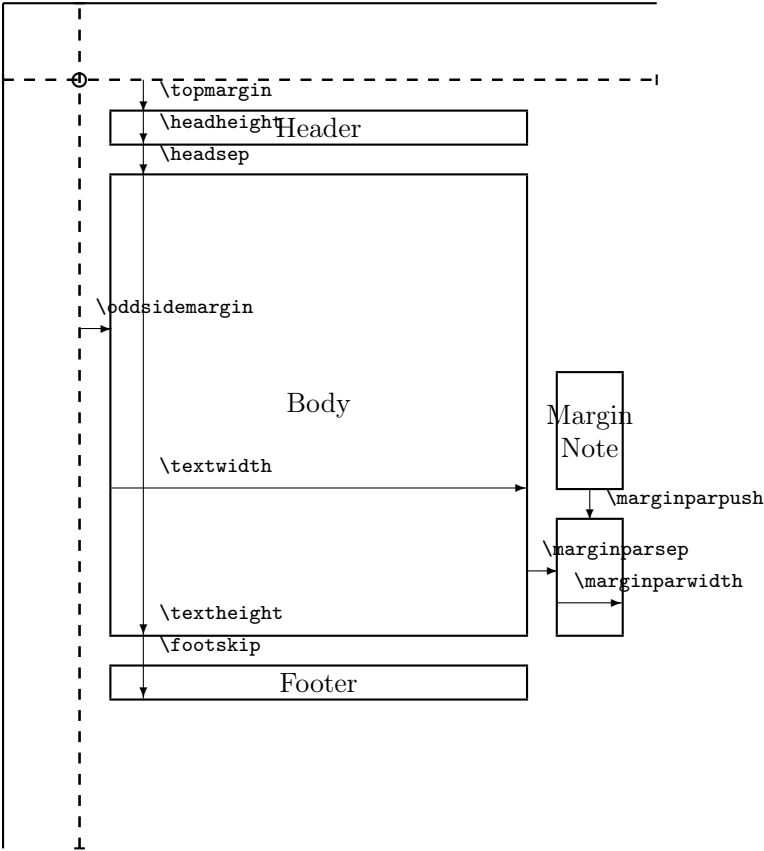 \topmargin
\headheight
Header
\headsep
\oddsidemargin
Body
Margin
Note
\textwidth
\marginparpush
\marginparsep
\marginparwidth
\textheight
\footskip
Footer